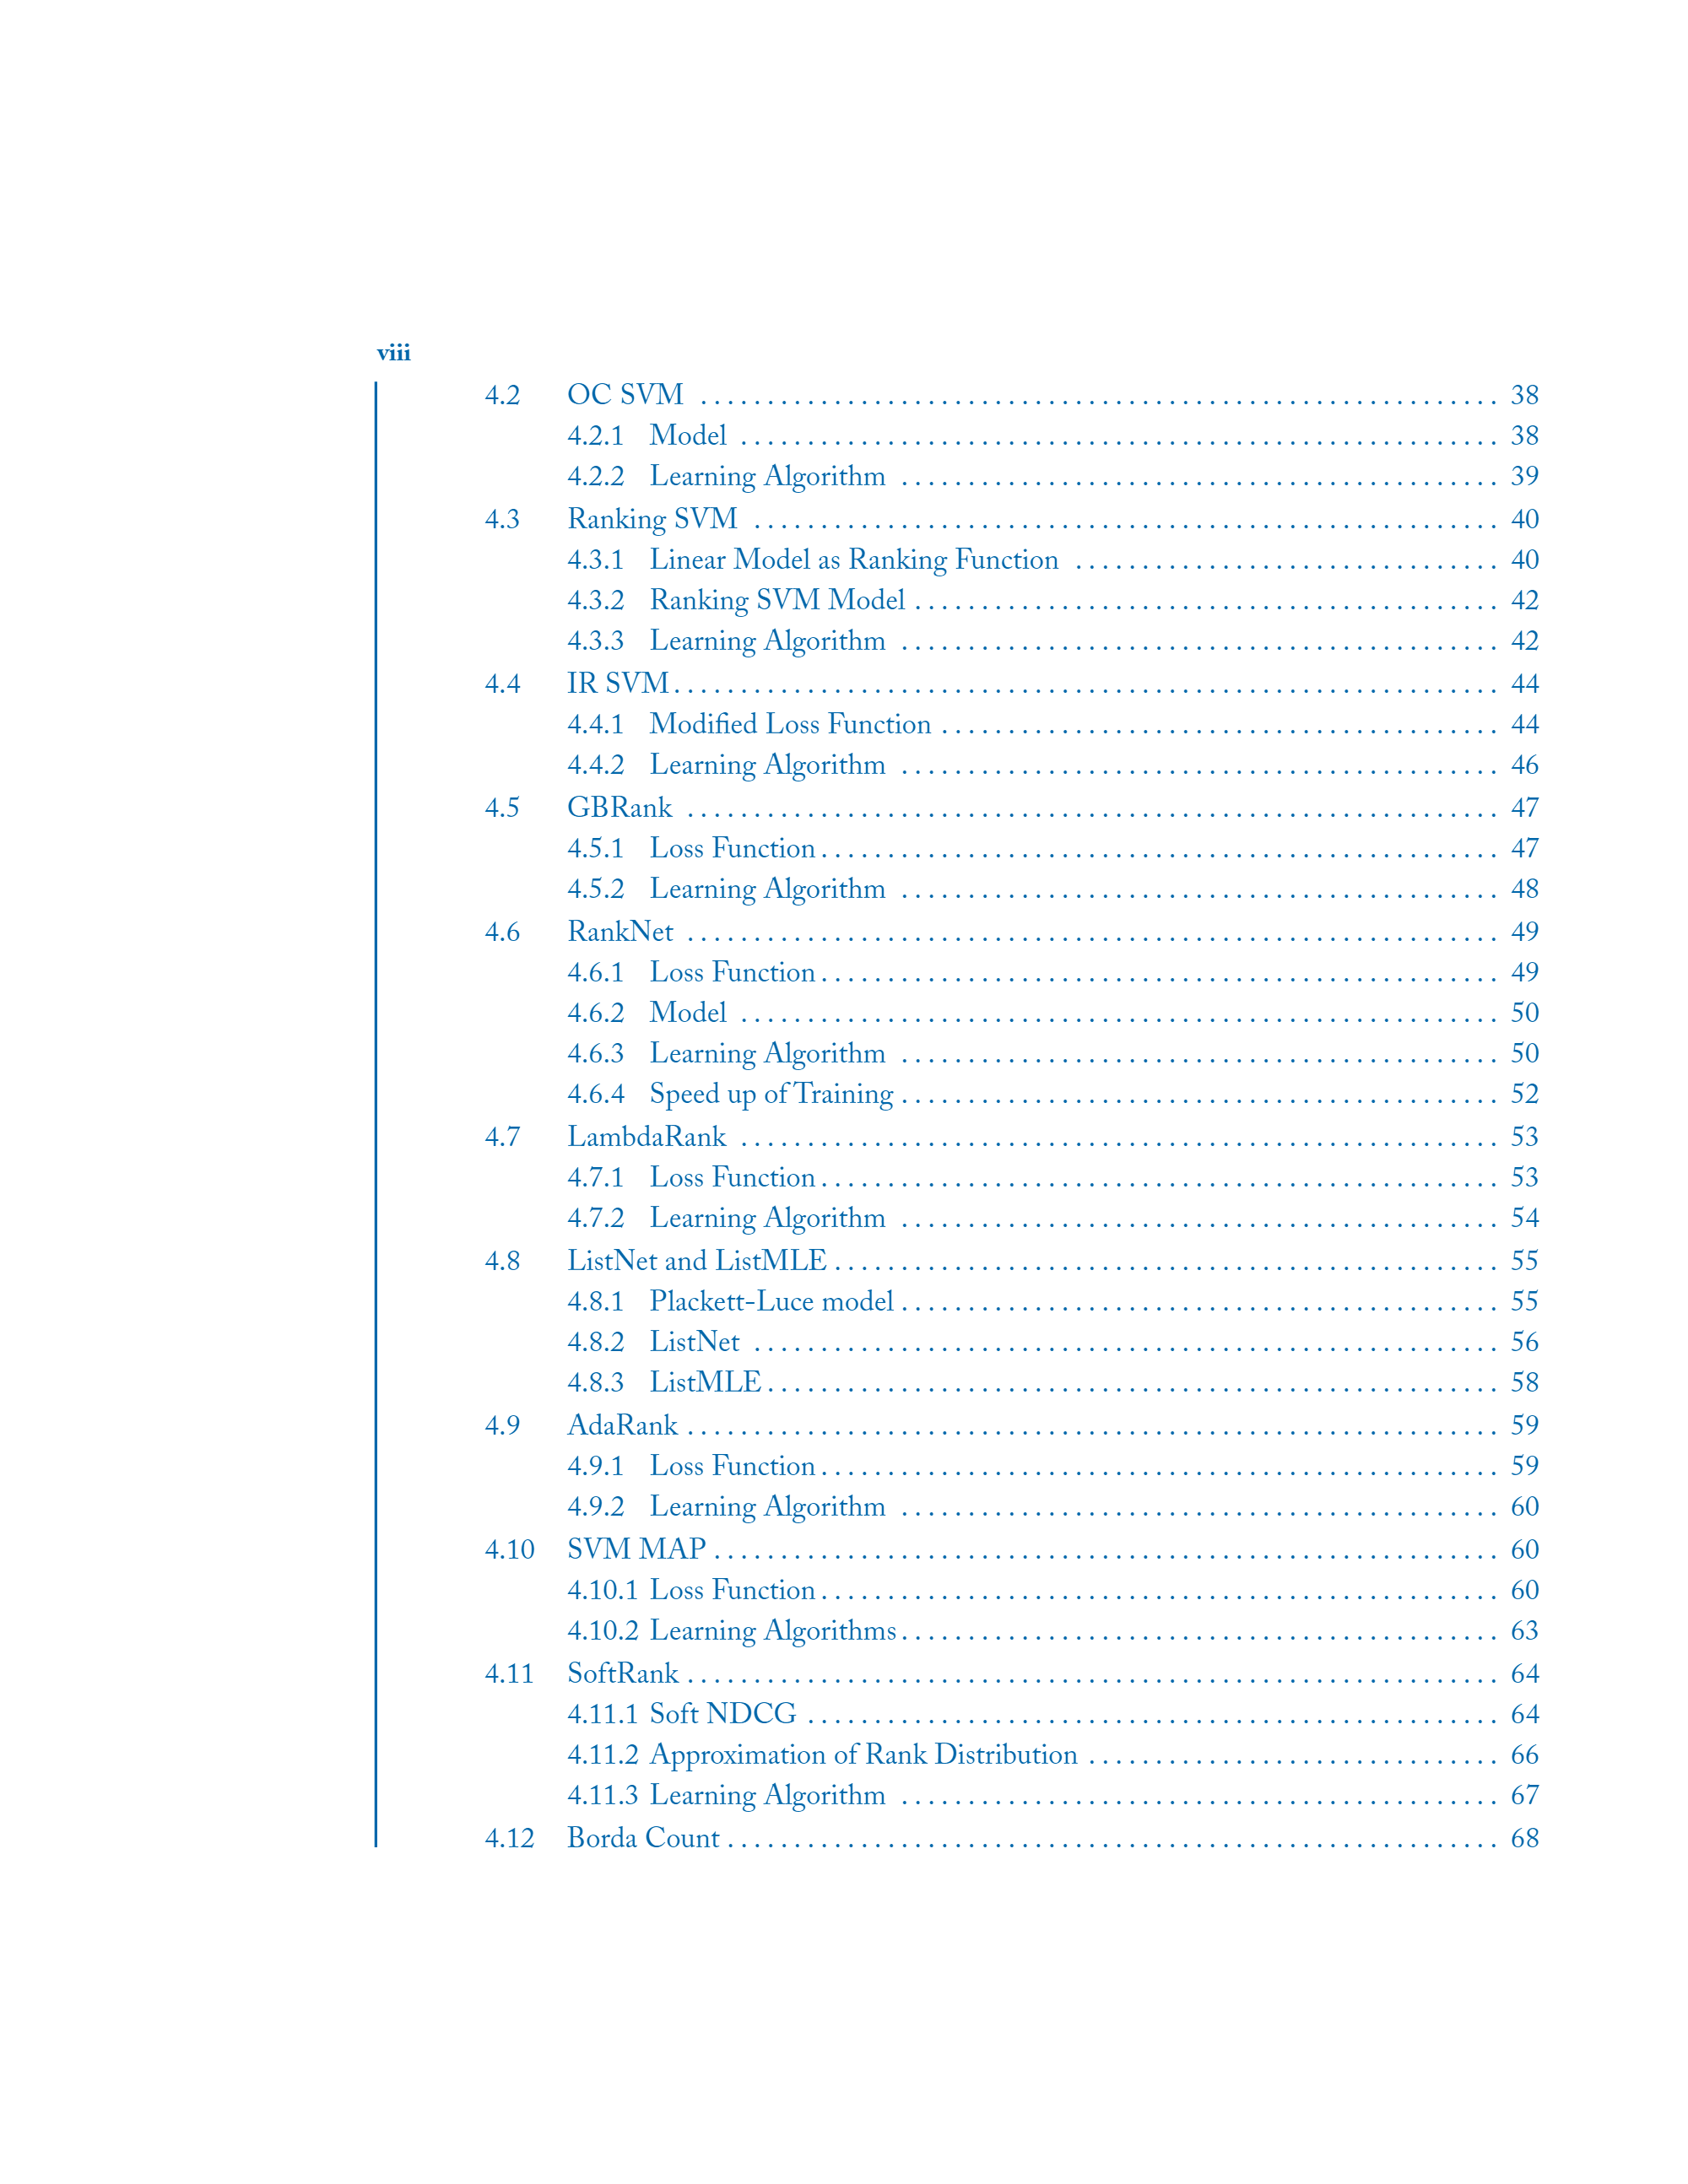 viii
4.2 OC SVM . . . . . . . . . . . . . . . . . . . . 38
4.2.1 Model . . . . . . . . . . . . . . . . . . . . 38
4.2.2 Learning Algorithm . . . . . . . . . . . . . . . . . . . . 39
4.3 Ranking SVM . . . . . . . . . . . . . . . . . . . . 40
4.3.1 Linear Model as Ranking Function . . . . . . . . . . . . . . . . . . . . 40
4.3.2 Ranking SVM Model . . . . . . . . . . . . . . . . . . . . 42
4.3.3 Learning Algorithm . . . . . . . . . . . . . . . . . . . . 42
4.4 IR SVM . . . . . . . . . . . . . . . . . . . . 44
4.4.1 Modified Loss Function . . . . . . . . . . . . . . . . . . . . 44
4.4.2 Learning Algorithm . . . . . . . . . . . . . . . . . . . . 46
4.5 GBRank . . . . . . . . . . . . . . . . . . . . 47
4.5.1 Loss Function . . . . . . . . . . . . . . . . . . . . 47
4.5.2 Learning Algorithm . . . . . . . . . . . . . . . . . . . . 48
4.6 RankNet . . . . . . . . . . . . . . . . . . . . 49
4.6.1 Loss Function . . . . . . . . . . . . . . . . . . . . 49
4.6.2 Model . . . . . . . . . . . . . . . . . . . . 50
4.6.3 Learning Algorithm . . . . . . . . . . . . . . . . . . . . 50
4.6.4 Speed up of Training . . . . . . . . . . . . . . . . . . . . 52
4.7 LambdaRank . . . . . . . . . . . . . . . . . . . . 53
4.7.1 Loss Function . . . . . . . . . . . . . . . . . . . . 53
4.7.2 Learning Algorithm . . . . . . . . . . . . . . . . . . . . 54
4.8 ListNet and ListMLE . . . . . . . . . . . . . . . . . . . . 55
4.8.1 Plackett-Luce model . . . . . . . . . . . . . . . . . . . . 55
4.8.2 ListNet . . . . . . . . . . . . . . . . . . . . 56
4.8.3 ListMLE . . . . . . . . . . . . . . . . . . . . 58
4.9 AdaRank . . . . . . . . . . . . . . . . . . . . 59
4.9.1 Loss Function . . . . . . . . . . . . . . . . . . . . 59
4.9.2 Learning Algorithm . . . . . . . . . . . . . . . . . . . . 60
4.10 SVM MAP . . . . . . . . . . . . . . . . . . . . 60
4.10.1 Loss Function . . . . . . . . . . . . . . . . . . . . 60
4.10.2 Learning Algorithms . . . . . . . . . . . . . . . . . . . . 63
4.11 SoftRank . . . . . . . . . . . . . . . . . . . . 64
4.11.1 Soft NDCG . . . . . . . . . . . . . . . . . . . . 64
4.11.2 Approximation of Rank Distribution . . . . . . . . . . . . . . . . . . . . 66
4.11.3 Learning Algorithm . . . . . . . . . . . . . . . . . . . . 67
4.12 Borda Count . . . . . . . . . . . . . . . . . . . . 68